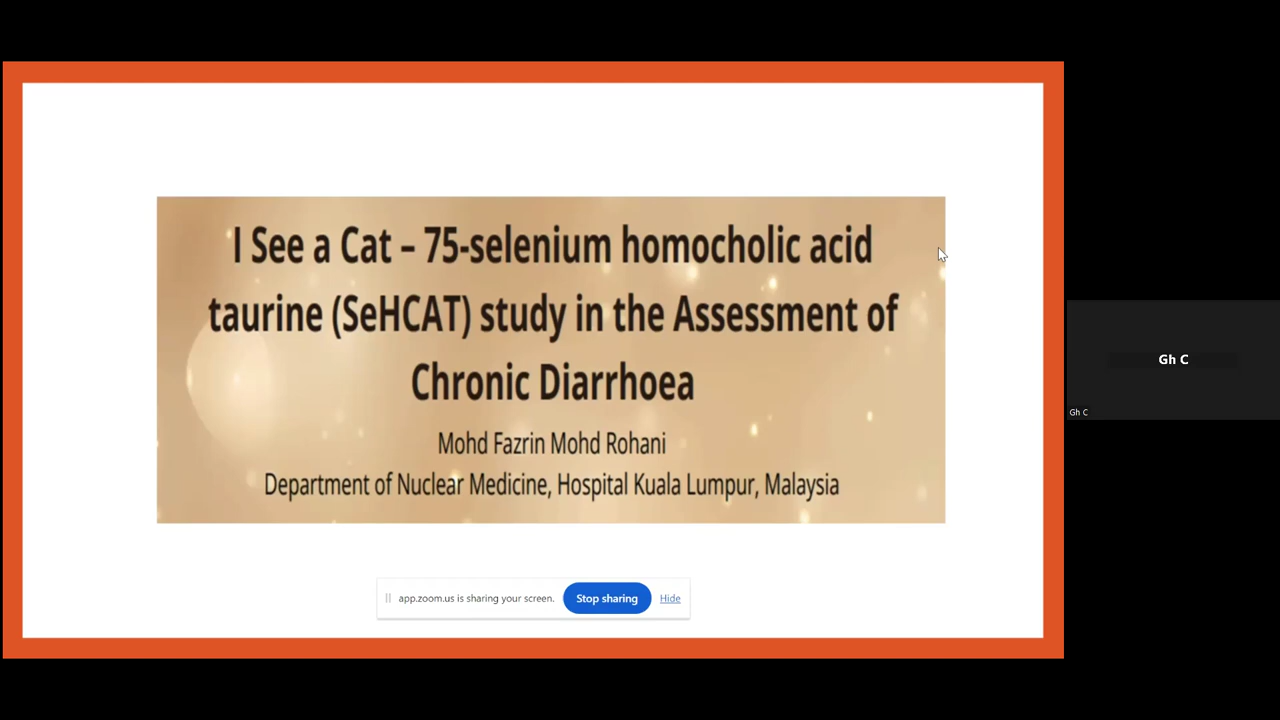 I See a Cat – 75-selenium homocholic acid
taurine (SeHCAT) study in the Assessment of
Chronic Diarrhoea
Mohd Fazrin Mohd Rohani
Department of Nuclear Medicine, Hospital Kuala Lumpur, Malaysia
app.zoom.us is sharing your screen. Stop sharing Hide
Gh C
Gh C